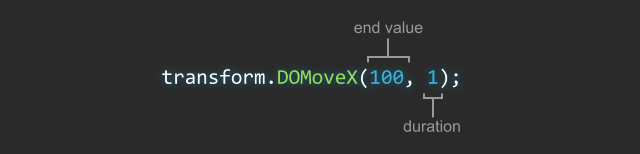 end value
transform.DOMoveX(100, 1);
duration